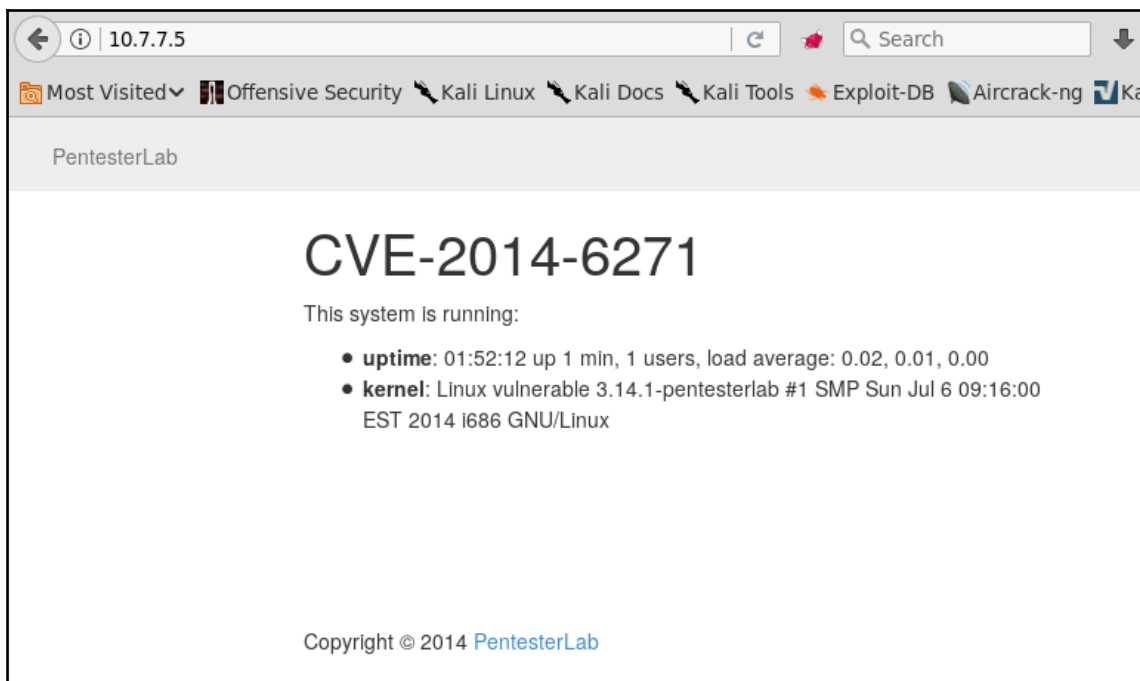 10.7.7.5 Search
Most Visited Offensive Security Kali Linux Kali Docs Kali Tools Exploit-DB Aircrack-ng Ka
PentesterLab
CVE-2014-6271
This system is running:
• uptime: 01:52:12 up 1 min, 1 users, load average: 0.02, 0.01, 0.00
• kernel: Linux vulnerable 3.14.1-pentesterlab #1 SMP Sun Jul 6 09:16:00
EST 2014 i686 GNU/Linux
Copyright © 2014 PentesterLab